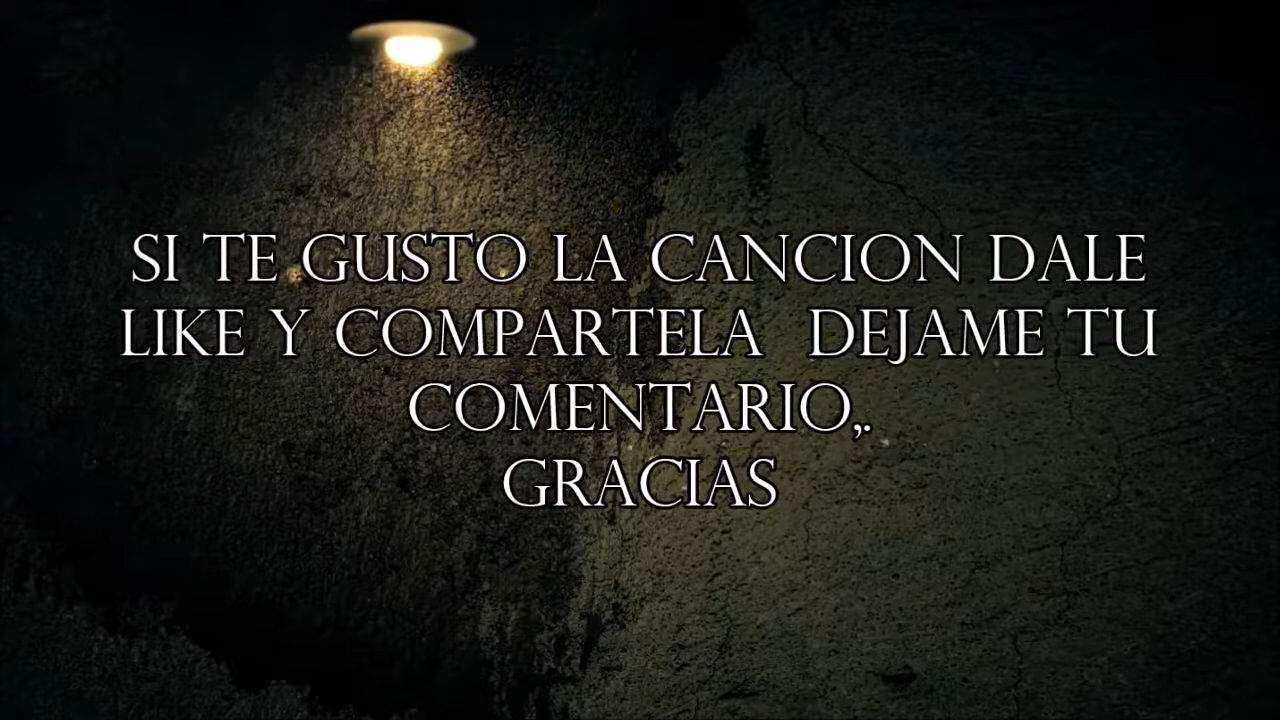 SI TE GUSTO LA CANCION DALE
LIKE Y COMPARTELA  DEJAME TU
COMENTARIO,.
GRACIAS